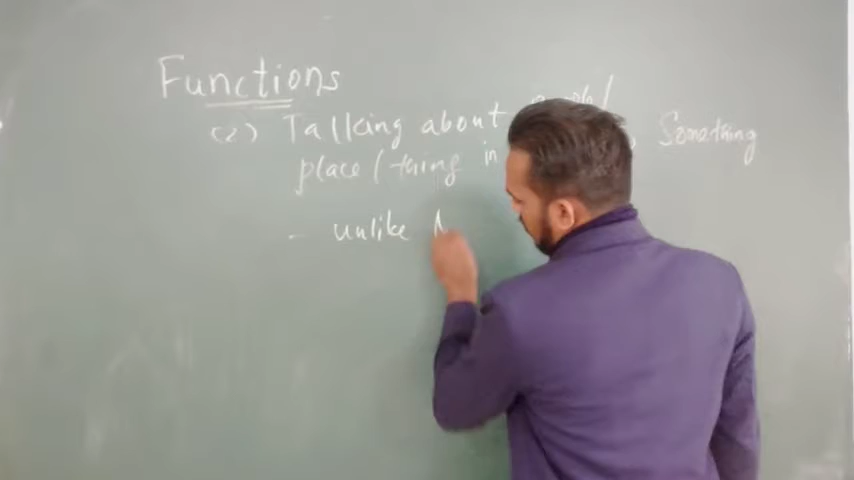 Functions
(2) Talking about
place / thing in , Something
- unlike